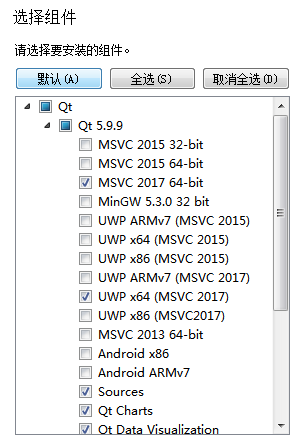 选择组件
请选择要安装的组件。
默认(A) 全选(S) 取消全选(D)
Qt
Qt 5.9.9
MSVC 2015 32-bit
MSVC 2015 64-bit
MSVC 2017 64-bit
MinGW 5.3.0 32 bit
UWP ARMv7 (MSVC 2015)
UWP x64 (MSVC 2015)
UWP x86 (MSVC 2015)
UWP ARMv7 (MSVC 2017)
UWP x64 (MSVC 2017)
UWP x86 (MSVC2017)
MSVC 2013 64-bit
Android x86
Android ARMv7
Sources
Qt Charts
Qt Data Visualization